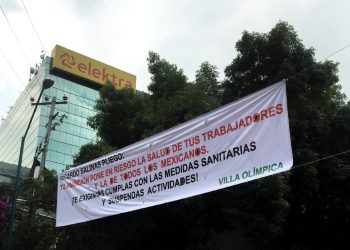 elektra
RICARDO SALINAS PLIEGO:
TU AMBICIÓN PONE EN RIESGO LA SALUD DE TUS TRABAJADORES
Y LA DE TODOS LOS MEXICANOS.
¡TE EXIGIMOS CUMPLAS CON LAS MEDIDAS SANITARIAS
Y SUSPENDAS ACTIVIDADES!
VILLA OLÍMPICA